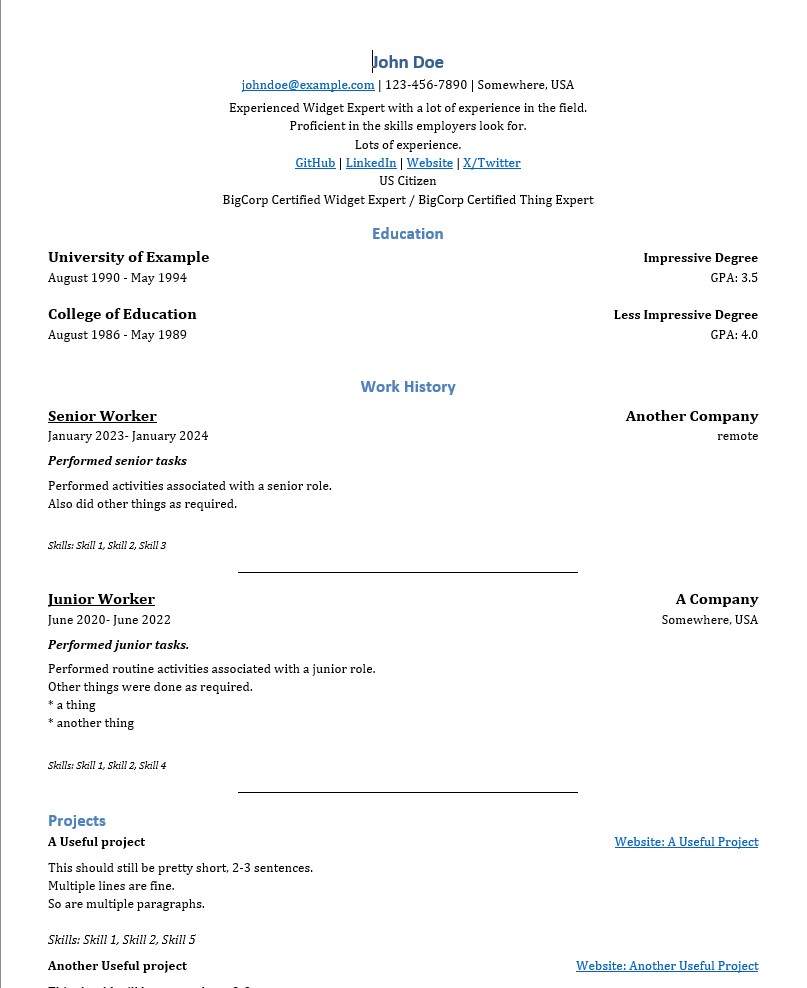 John Doe
johndoe@example.com | 123-456-7890 | Somewhere, USA
Experienced Widget Expert with a lot of experience in the field.
Proficient in the skills employers look for.
Lots of experience.
GitHub | LinkedIn | Website | X/Twitter
US Citizen
BigCorp Certified Widget Expert / BigCorp Certified Thing Expert
Education
University of Example Impressive Degree
August 1990 - May 1994 GPA: 3.5
College of Education Less Impressive Degree
August 1986 - May 1989 GPA: 4.0
Work History
Senior Worker Another Company
January 2023- January 2024 remote
Performed senior tasks
Performed activities associated with a senior role.
Also did other things as required.
Skills: Skill 1, Skill 2, Skill 3
Junior Worker A Company
June 2020- June 2022 Somewhere, USA
Performed junior tasks.
Performed routine activities associated with a junior role.
Other things were done as required.
* a thing
* another thing
Skills: Skill 1, Skill 2, Skill 4
Projects
A Useful project Website: A Useful Project
This should still be pretty short, 2-3 sentences.
Multiple lines are fine.
So are multiple paragraphs.
Skills: Skill 1, Skill 2, Skill 5
Another Useful project Website: Another Useful Project